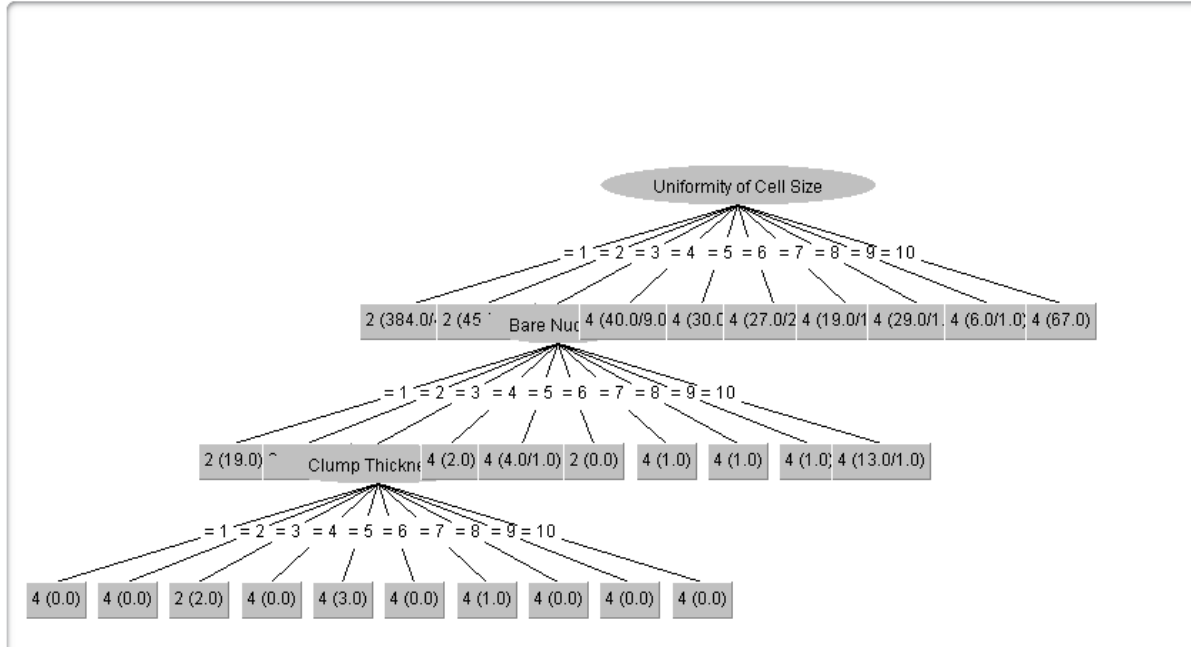 Uniformity of Cell Size
= 1 = 2 = 3 = 4 = 5 = 6 = 7 = 8 = 9 = 10
2 (384.0/ 2 (45 Bare Nuc 4 (40.0/9.0 4 (30.0 4 (27.0/2 4 (19.0/1 4 (29.0/1. 4 (6.0/1.0) 4 (67.0)
= 1 = 2 = 3 = 4 = 5 = 6 = 7 = 8 = 9 = 10
2 (19.0) Clump Thickne 4 (2.0) 4 (4.0/1.0) 2 (0.0) 4 (1.0) 4 (1.0) 4 (1.0) 4 (13.0/1.0)
= 1 = 2 = 3 = 4 = 5 = 6 = 7 = 8 = 9 = 10
4 (0.0) 4 (0.0) 2 (2.0) 4 (0.0) 4 (3.0) 4 (0.0) 4 (1.0) 4 (0.0) 4 (0.0) 4 (0.0)